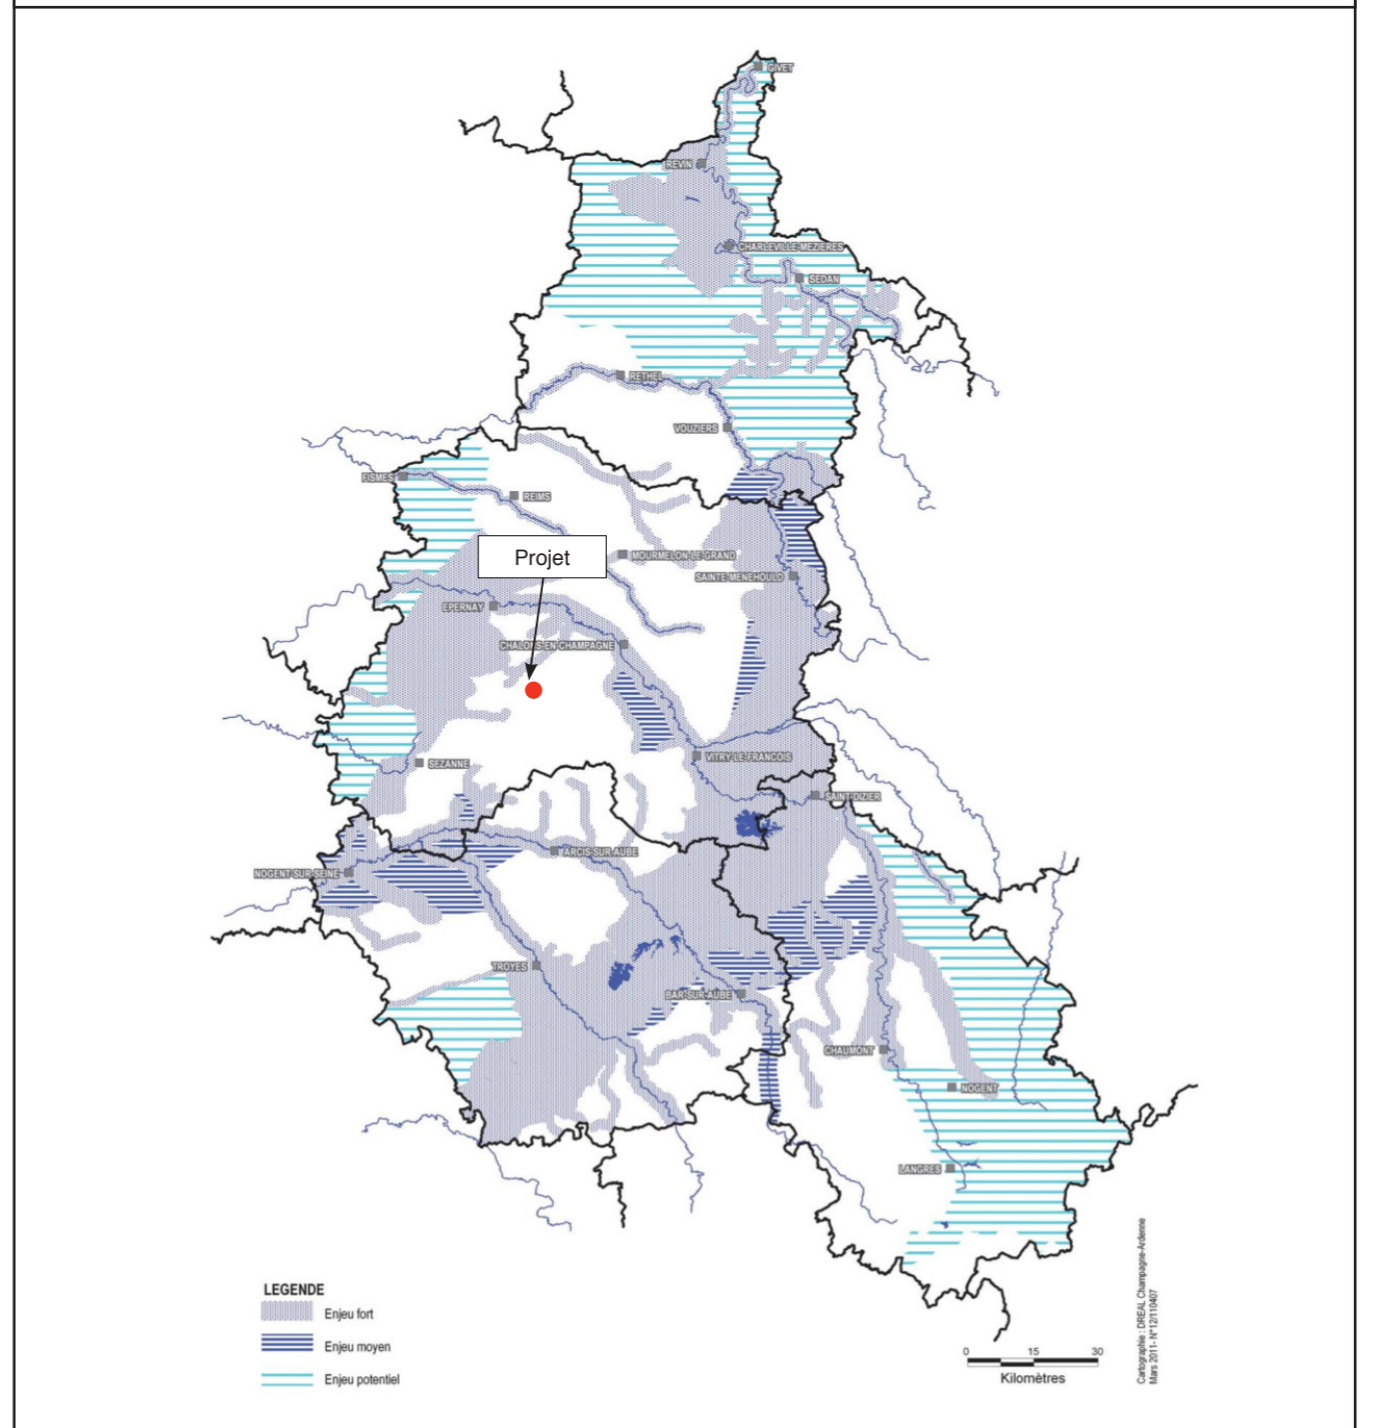 GIVET
REVIN
CHARLEVILLE-MEZIERES
SEDAN
RETHEL
VOUZIERS
FISMES
REIMS
Projet
MOURMELON-LE-GRAND
SAINTE-MENEHOULD
EPERNAY
CHALONS-EN-CHAMPAGNE
VITRY-LE-FRANCOIS
SEZANNE
SAINT-DIZIER
ARCIS-SUR-AUBE
NOGENT-SUR-SEINE
TROYES
BAR-SUR-AUBE
CHAUMONT
NOGENT
LANGRES
LEGENDE
Enjeu fort
Enjeu moyen
Enjeu potentiel
0 15 30
Kilomètres
Cartographie : DREAL Champagne-Ardenne
Mars 2011- N°12/110407